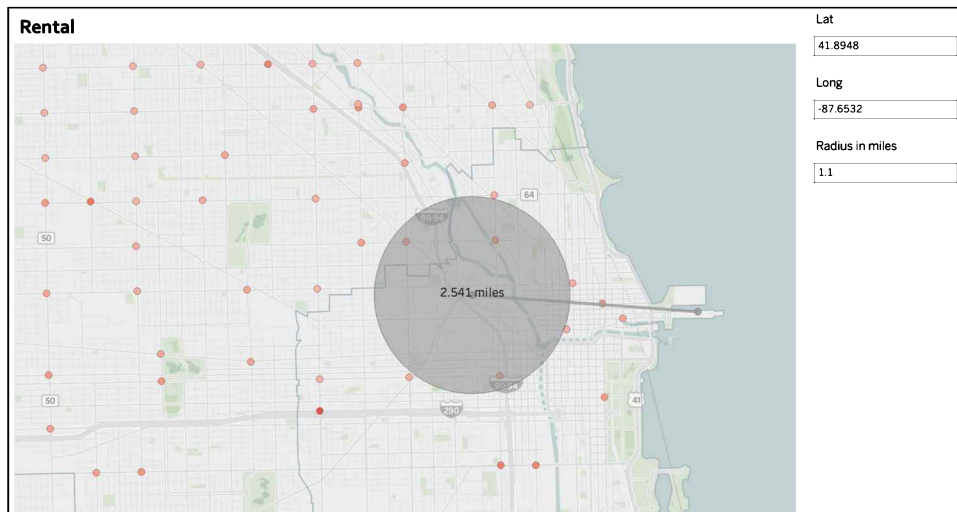 Rental
Lat
41.8948
Long
-87.6532
Radius in miles
1.1
64
90-94
50
2.541 miles
50
90-94
290
41